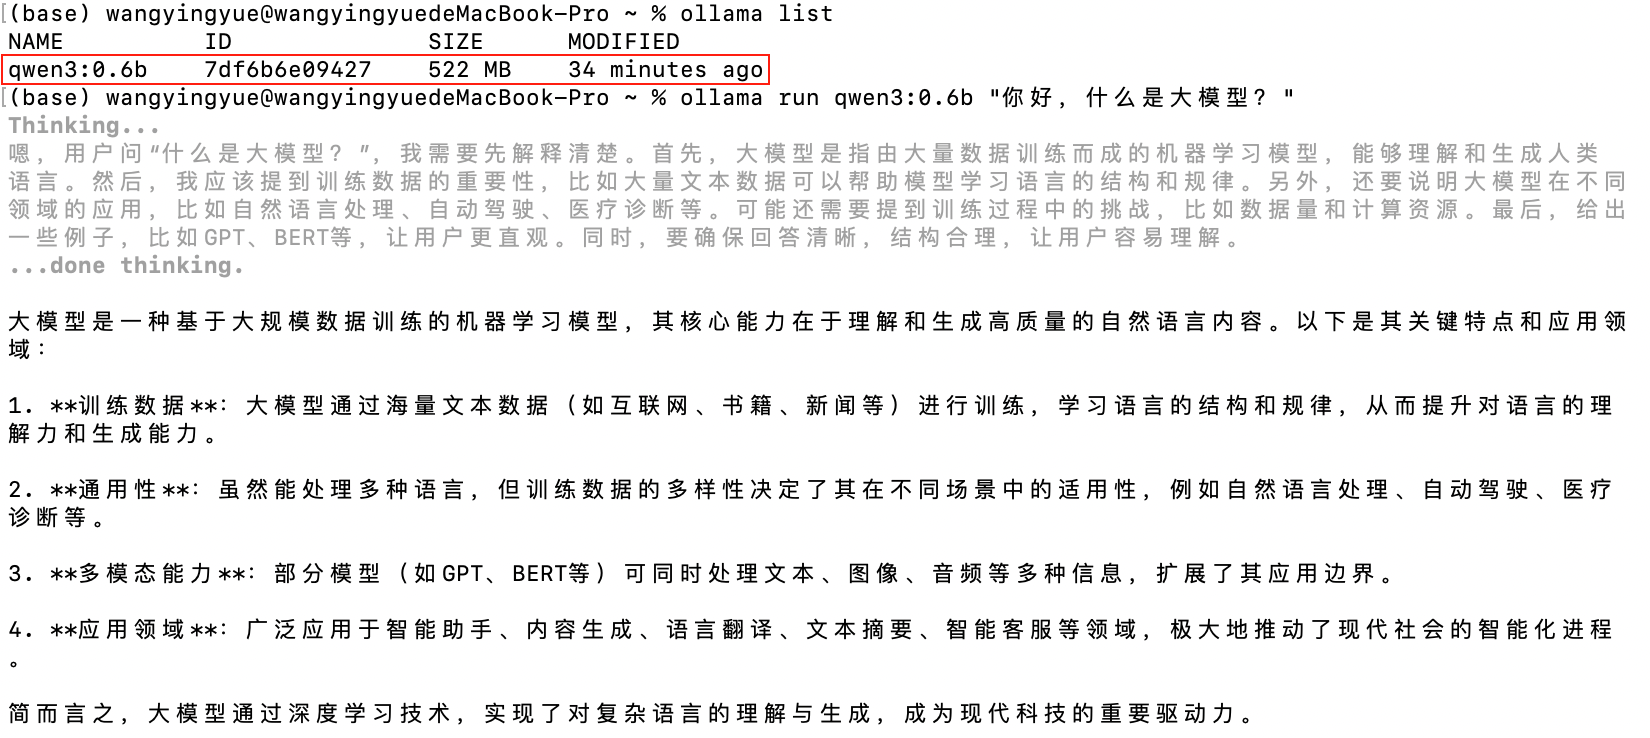 (base) wangyingyue@wangyingyuedeMacBook-Pro ~ % ollama list
NAME ID SIZE MODIFIED
qwen3:0.6b 7df6b6e09427 522 MB 34 minutes ago
(base) wangyingyue@wangyingyuedeMacBook-Pro ~ % ollama run qwen3:0.6b "你好，什么是大模型？"
Thinking...
嗯，用户问“什么是大模型？”，我需要先解释清楚。首先，大模型是指由大量数据训练而成的机器学习模型，能够理解和生成人类
语言。然后，我应该提到训练数据的重要性，比如大量文本数据可以帮助模型学习语言的结构和规律。另外，还要说明大模型在不同
领域的应用，比如自然语言处理、自动驾驶、医疗诊断等。可能还需要提到训练过程中的挑战，比如数据量和计算资源。最后，给出
一些例子，比如GPT、BERT等，让用户更直观。同时，要确保回答清晰，结构合理，让用户容易理解。
...done thinking.
大模型是一种基于大规模数据训练的机器学习模型，其核心能力在于理解和生成高质量的自然语言内容。以下是其关键特点和应用领
域：
1. **训练数据**：大模型通过海量文本数据（如互联网、书籍、新闻等）进行训练，学习语言的结构和规律，从而提升对语言的理
解力和生成能力。
2. **通用性**：虽然能处理多种语言，但训练数据的多样性决定了其在不同场景中的适用性，例如自然语言处理、自动驾驶、医疗
诊断等。
3. **多模态能力**：部分模型（如GPT、BERT等）可同时处理文本、图像、音频等多种信息，扩展了其应用边界。
4. **应用领域**：广泛应用于智能助手、内容生成、语言翻译、文本摘要、智能客服等领域，极大地推动了现代社会的智能化进程
。
简而言之，大模型通过深度学习技术，实现了对复杂语言的理解与生成，成为现代科技的重要驱动力。